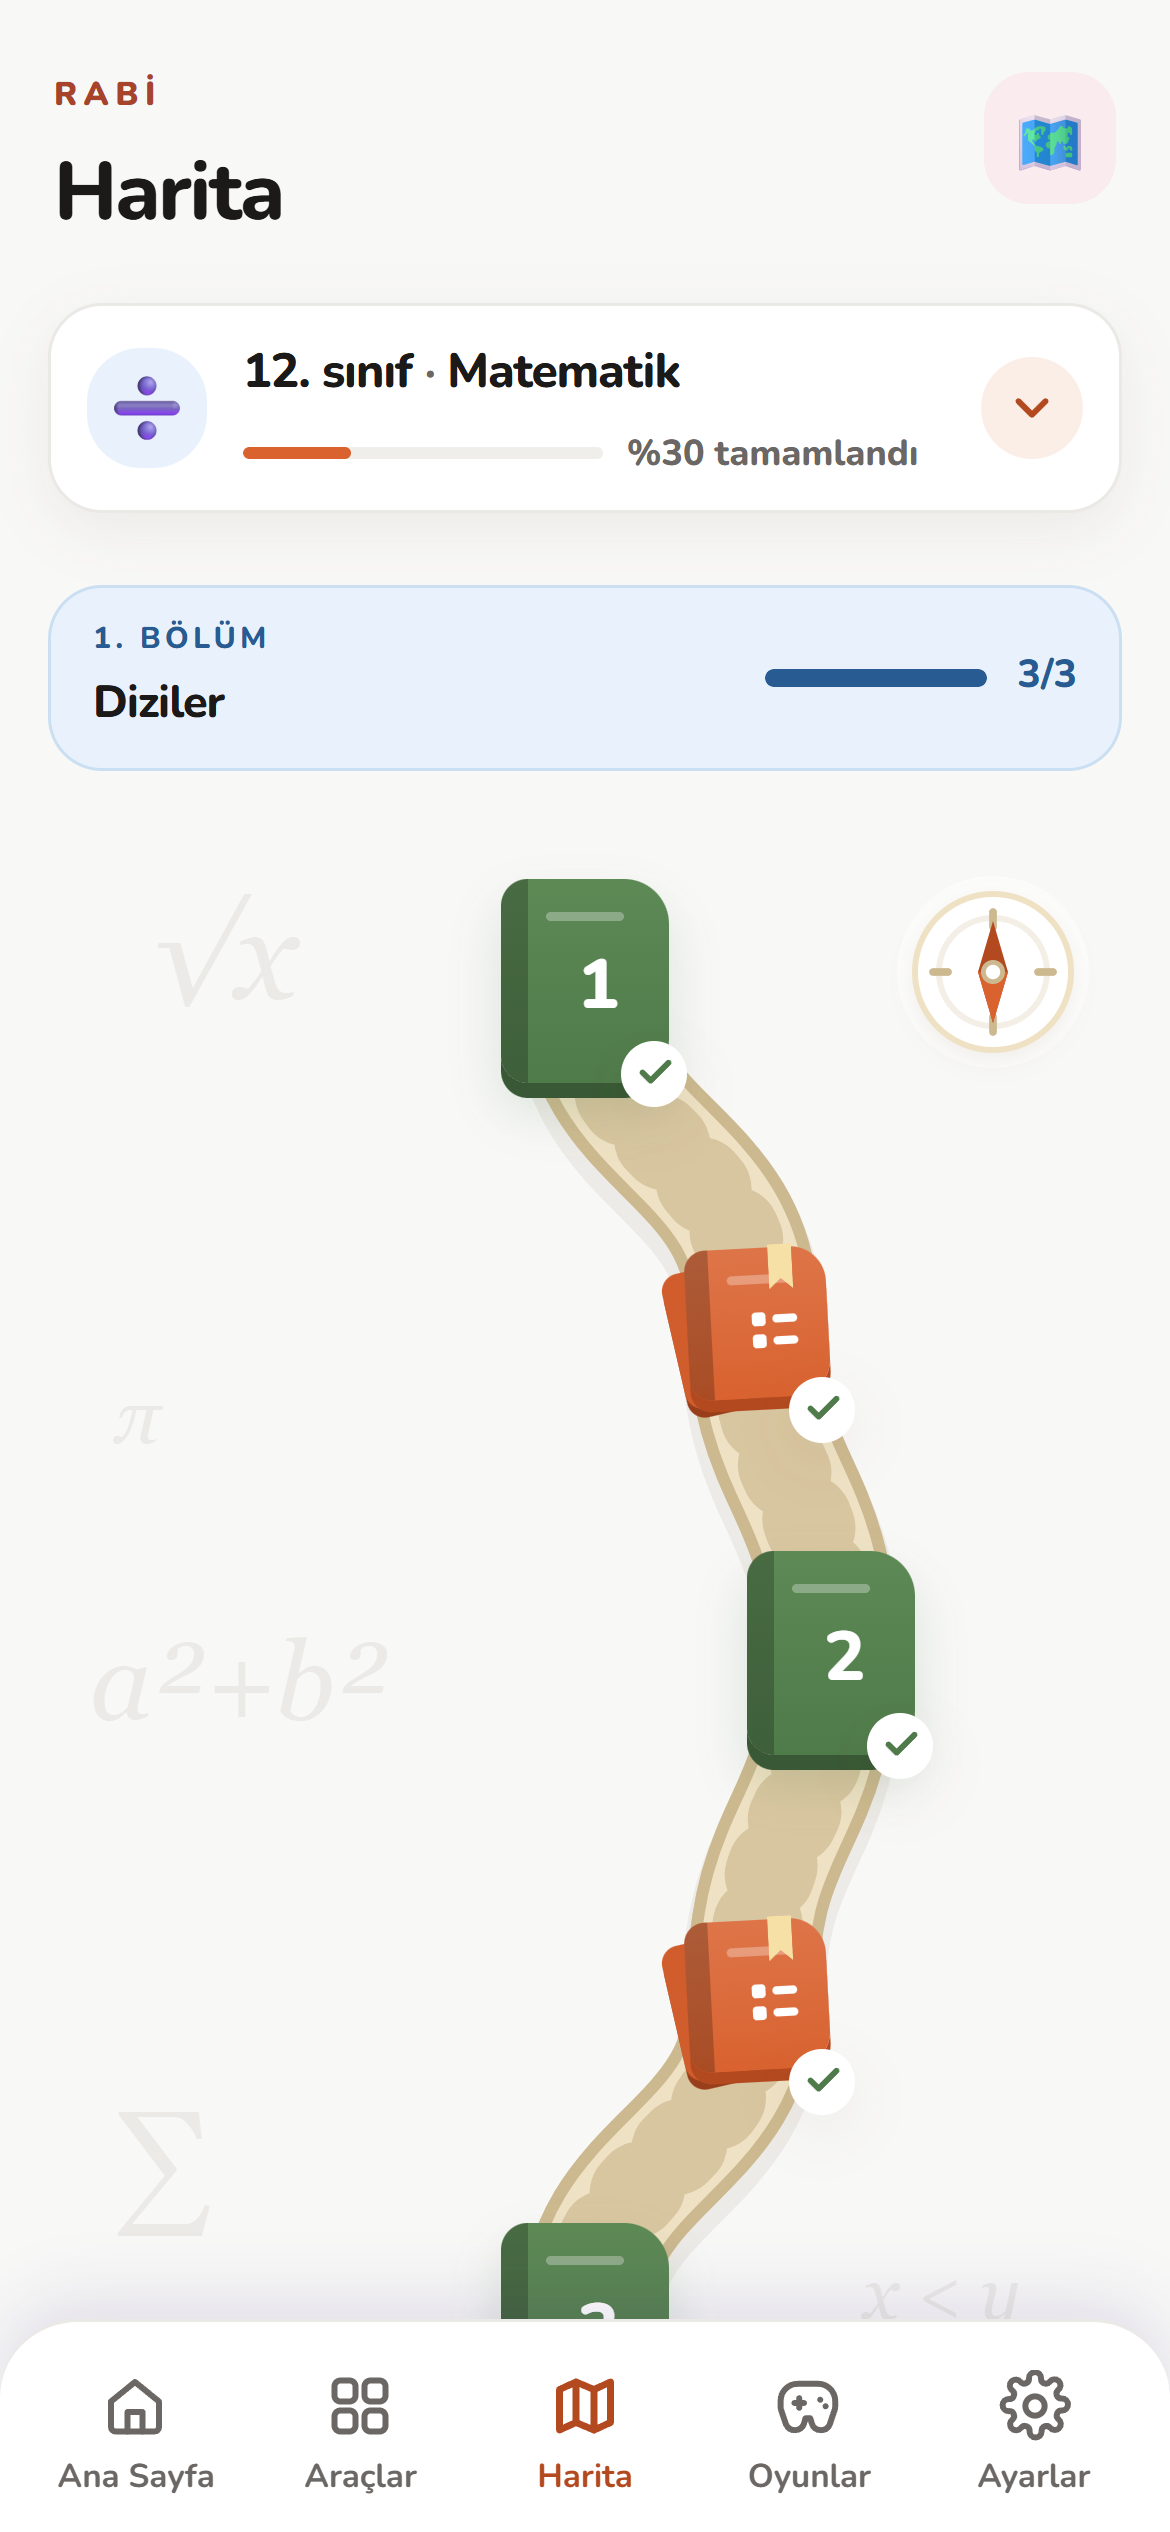 RABİ
Harita
12. sınıf · Matematik
%30 tamamlandı
1. BÖLÜM
Diziler
3/3
√x
1
π
2
a²+b²
∑
Ana Sayfa
Araçlar
Harita
Oyunlar
Ayarlar